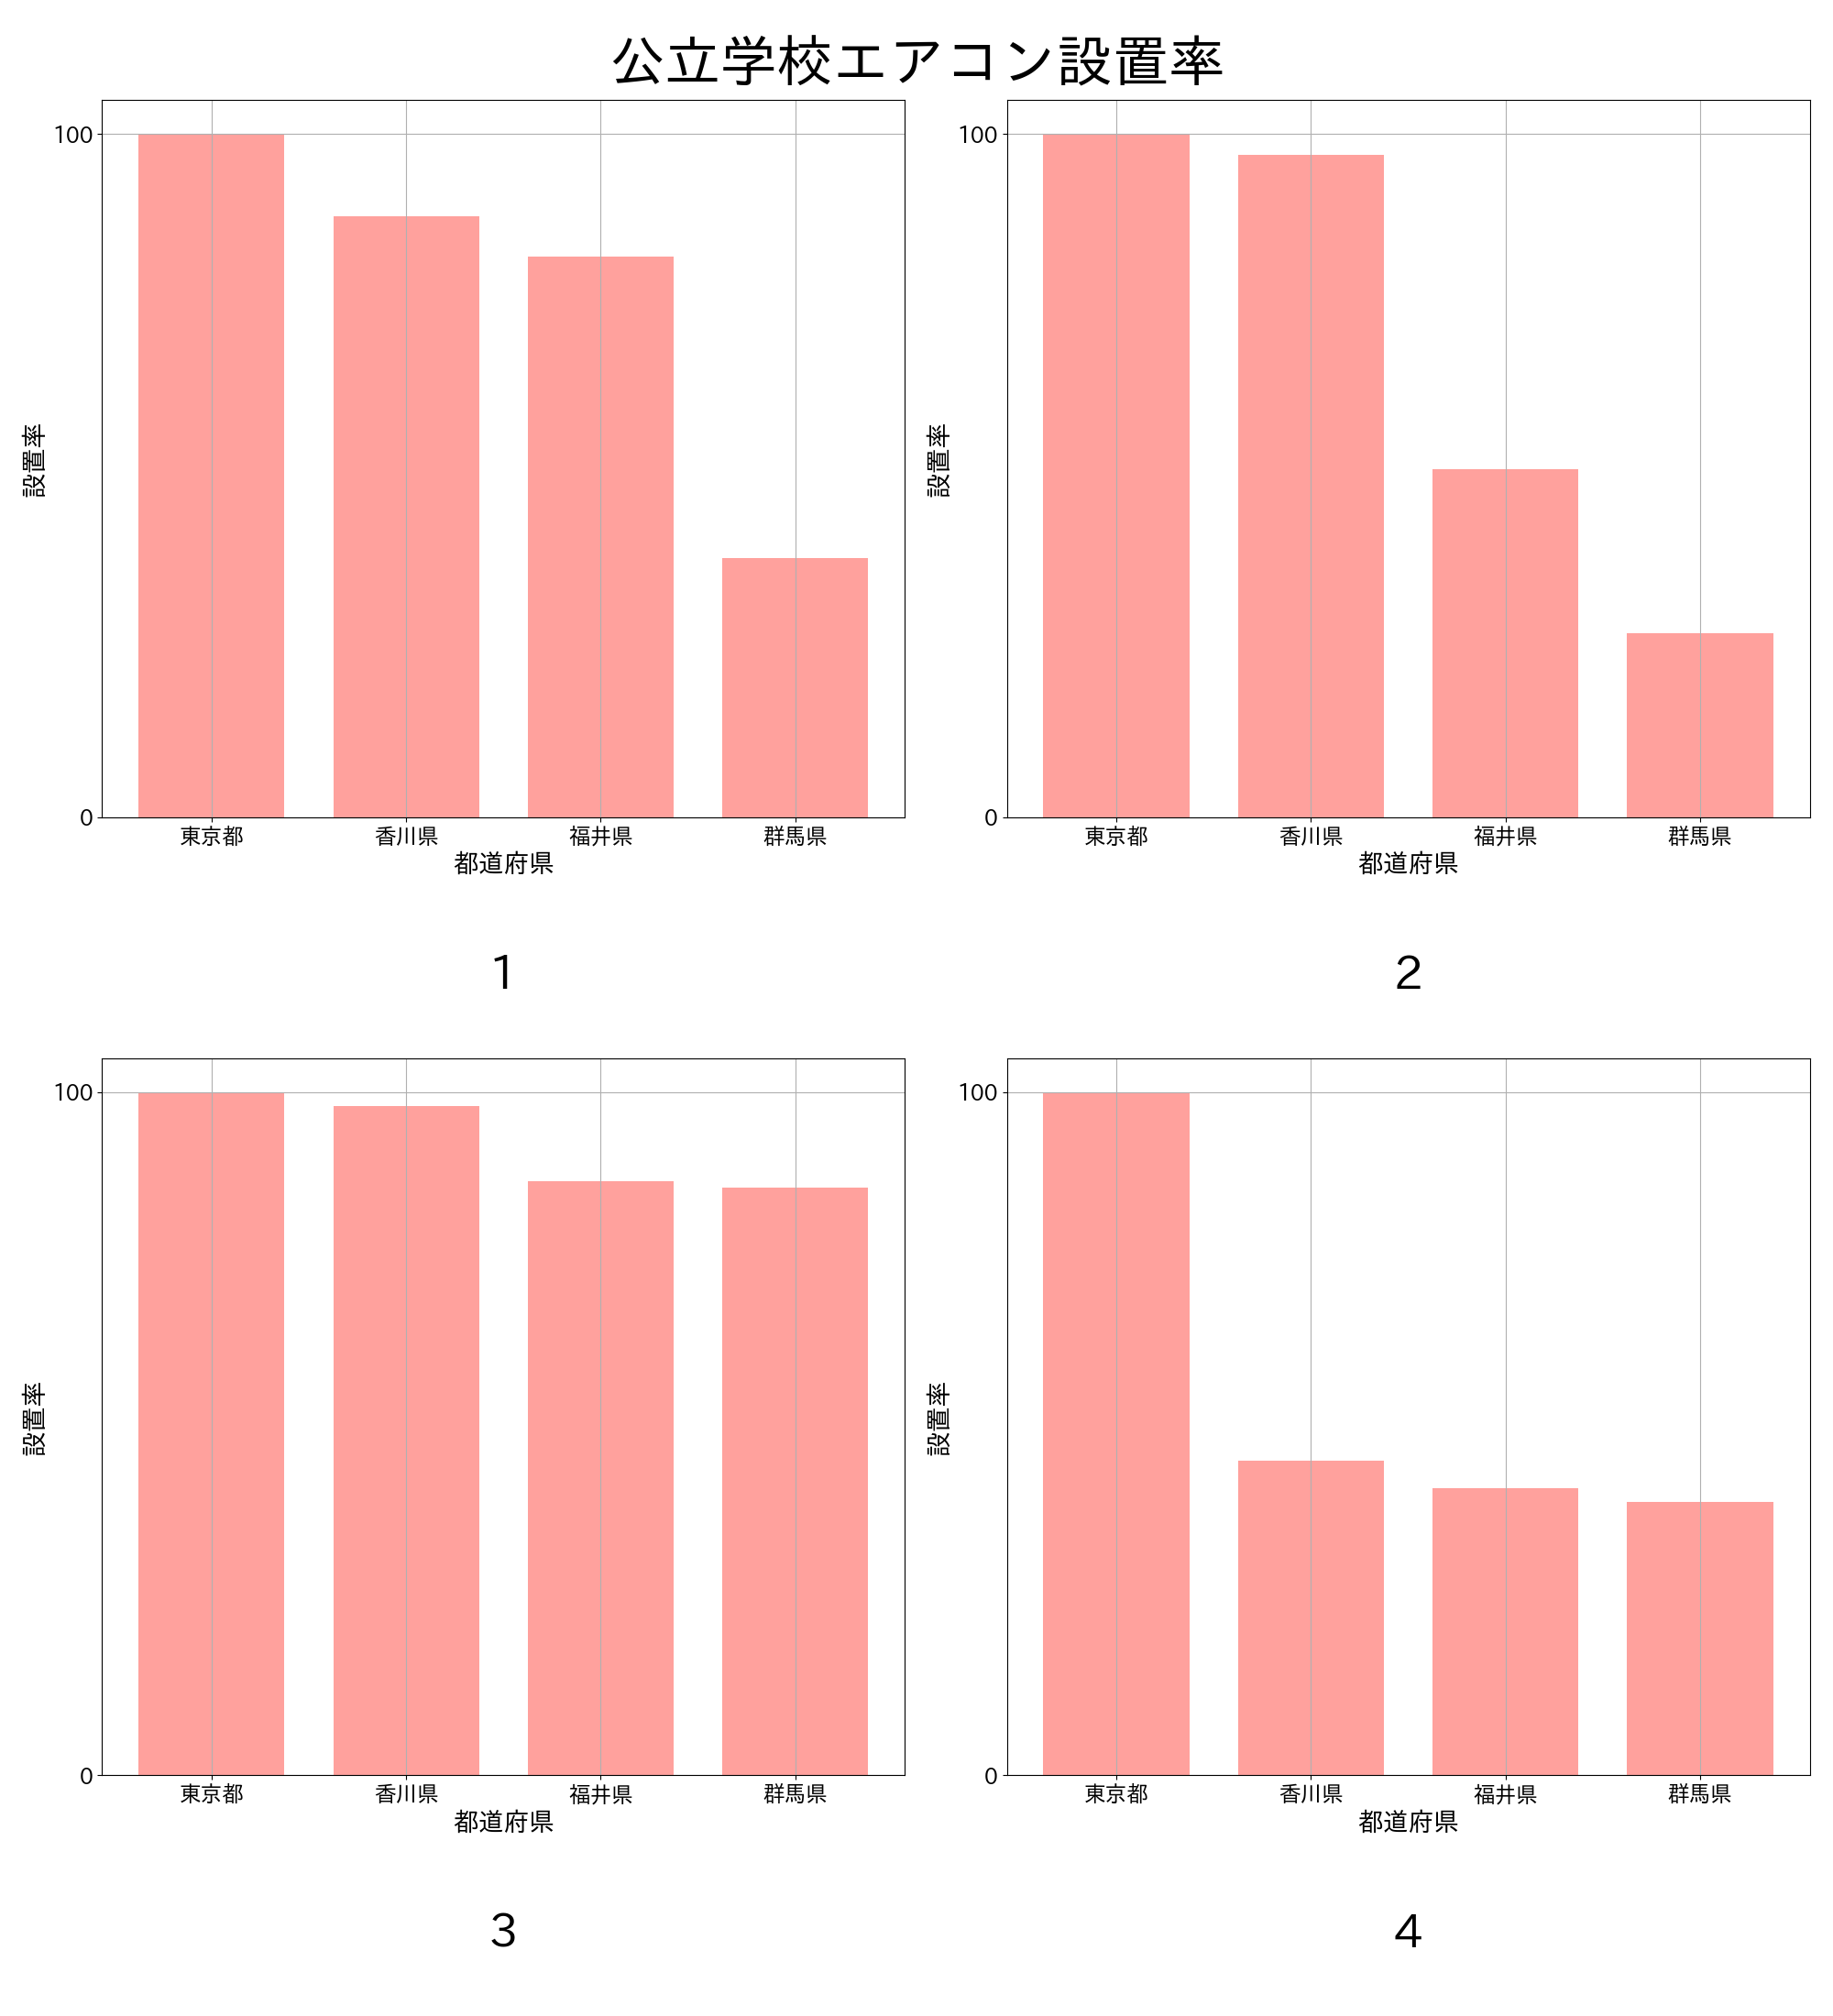 公立学校エアコン設置率
100
設置率
0
東京都 香川県 福井県 群馬県
都道府県
1
100
設置率
0
東京都 香川県 福井県 群馬県
都道府県
2
100
設置率
0
東京都 香川県 福井県 群馬県
都道府県
3
100
設置率
0
東京都 香川県 福井県 群馬県
都道府県
4